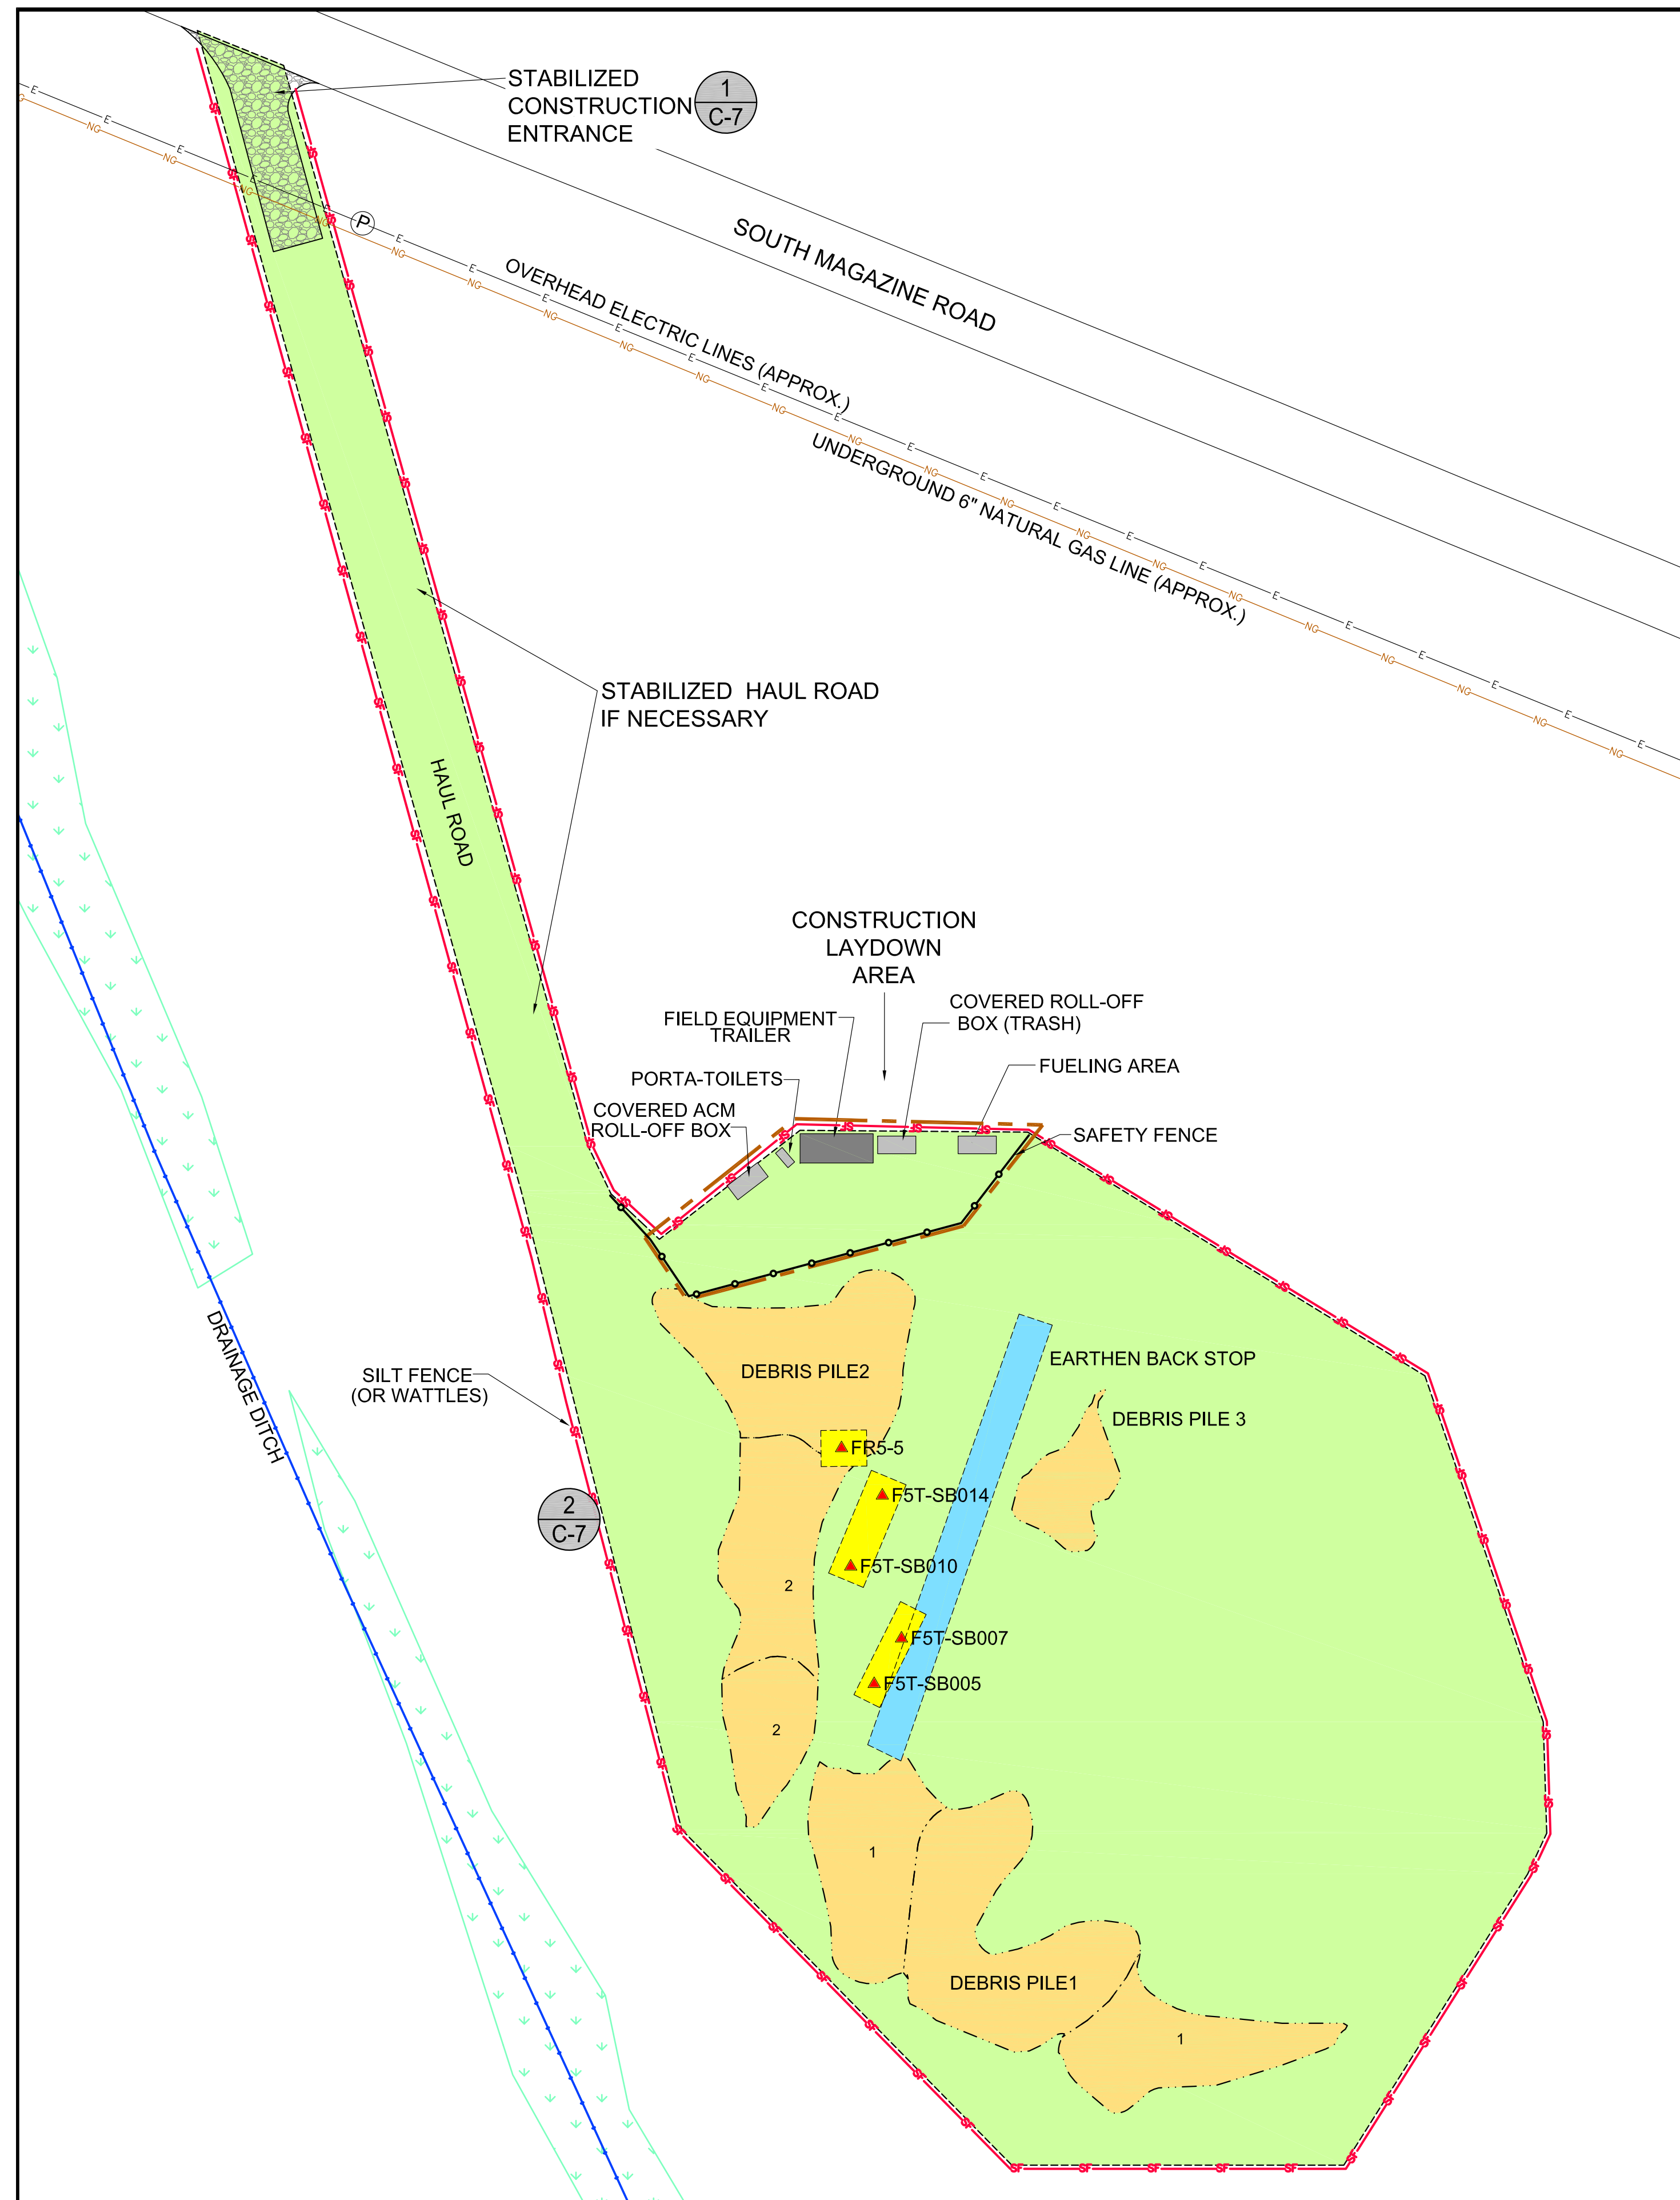 STABILIZED
CONSTRUCTION
ENTRANCE
1
C-7
P
SOUTH MAGAZINE ROAD
OVERHEAD ELECTRIC LINES (APPROX.)
UNDERGROUND 6" NATURAL GAS LINE (APPROX.)
STABILIZED HAUL ROAD
IF NECESSARY
HAUL ROAD
CONSTRUCTION
LAYDOWN
AREA
COVERED ROLL-OFF
BOX (TRASH)
FIELD EQUIPMENT
TRAILER
FUELING AREA
PORTA-TOILETS
COVERED ACM
ROLL-OFF BOX
SAFETY FENCE
DRAINAGE DITCH
SILT FENCE
(OR WATTLES)
2
C-7
DEBRIS PILE2
EARTHEN BACK STOP
DEBRIS PILE 3
FR5-5
F5T-SB014
F5T-SB010
2
F5T-SB007
F5T-SB005
2
1
DEBRIS PILE1
1